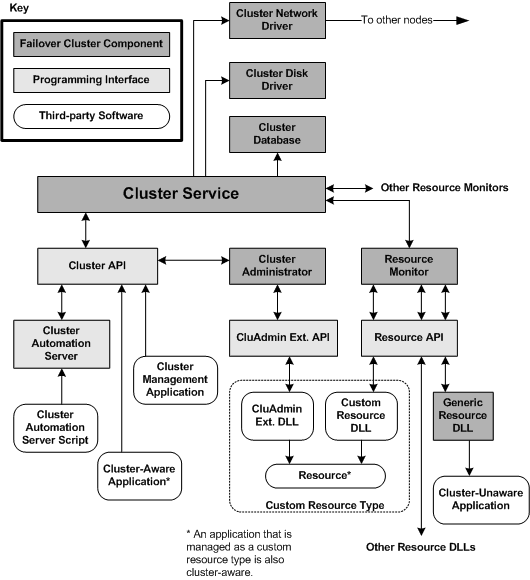 Key
Failover Cluster Component
Programming Interface
Third-party Software
Cluster Network
Driver
To other nodes
Cluster Disk
Driver
Cluster
Database
Cluster Service
Other Resource Monitors
Cluster API
Cluster
Administrator
Resource
Monitor
Cluster
Automation
Server
CluAdmin Ext. API
Resource API
Cluster
Management
Application
Cluster
Automation
Server Script
CluAdmin
Ext. DLL
Custom
Resource
DLL
Generic
Resource
DLL
Cluster-Aware
Application*
Resource*
Custom Resource Type
Cluster-Unaware
Application
* An application that is
managed as a custom
resource type is also
cluster-aware.
Other Resource DLLs